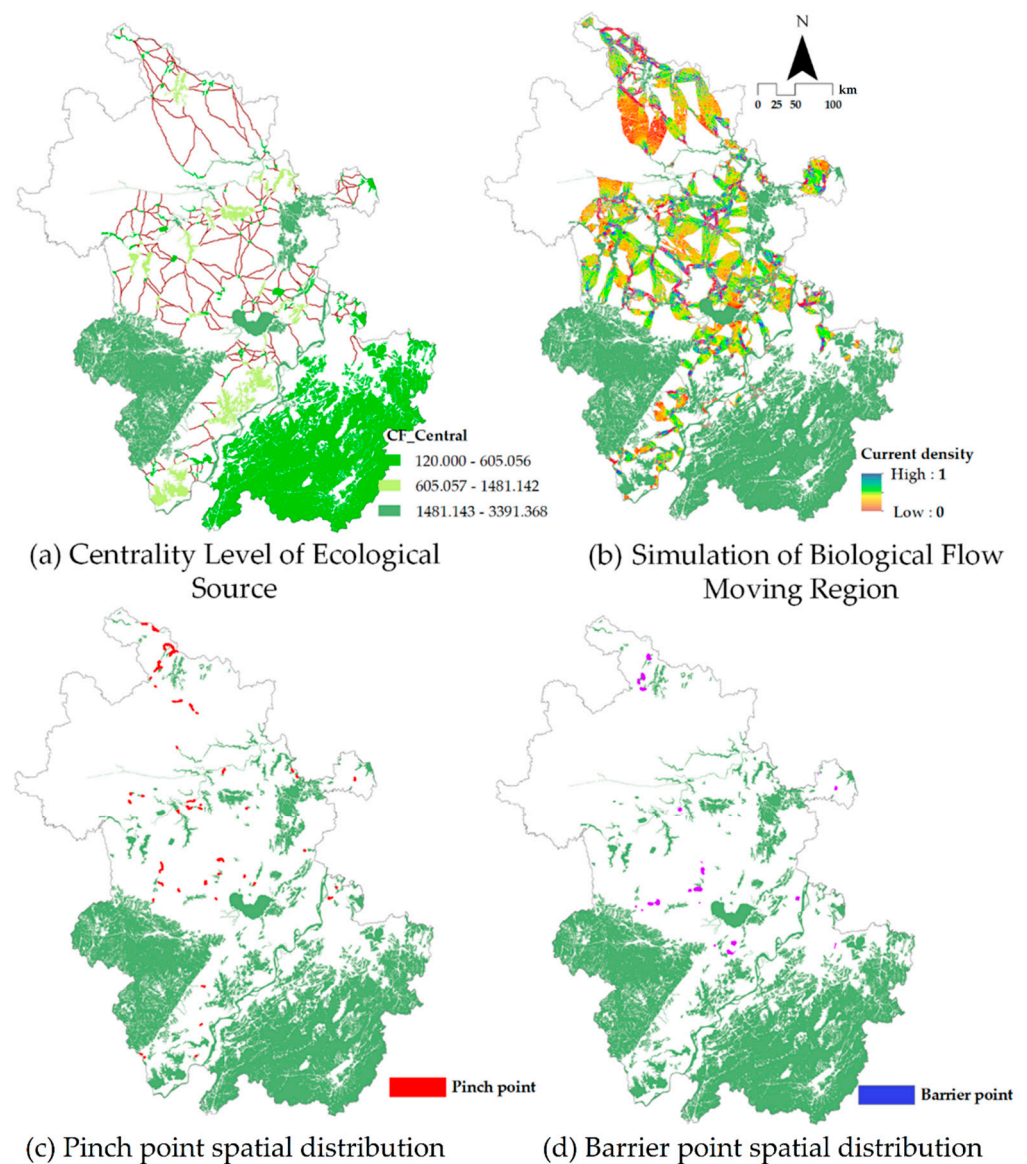 N
km
0 25 50 100
CF_Central
120.000 - 605.056
605.057 - 1481.142
1481.143 - 3391.368
Current density
High : 1
Low : 0
(a) Centrality Level of Ecological
Source
(b) Simulation of Biological Flow
Moving Region
Pinch point
Barrier point
(c) Pinch point spatial distribution
(d) Barrier point spatial distribution